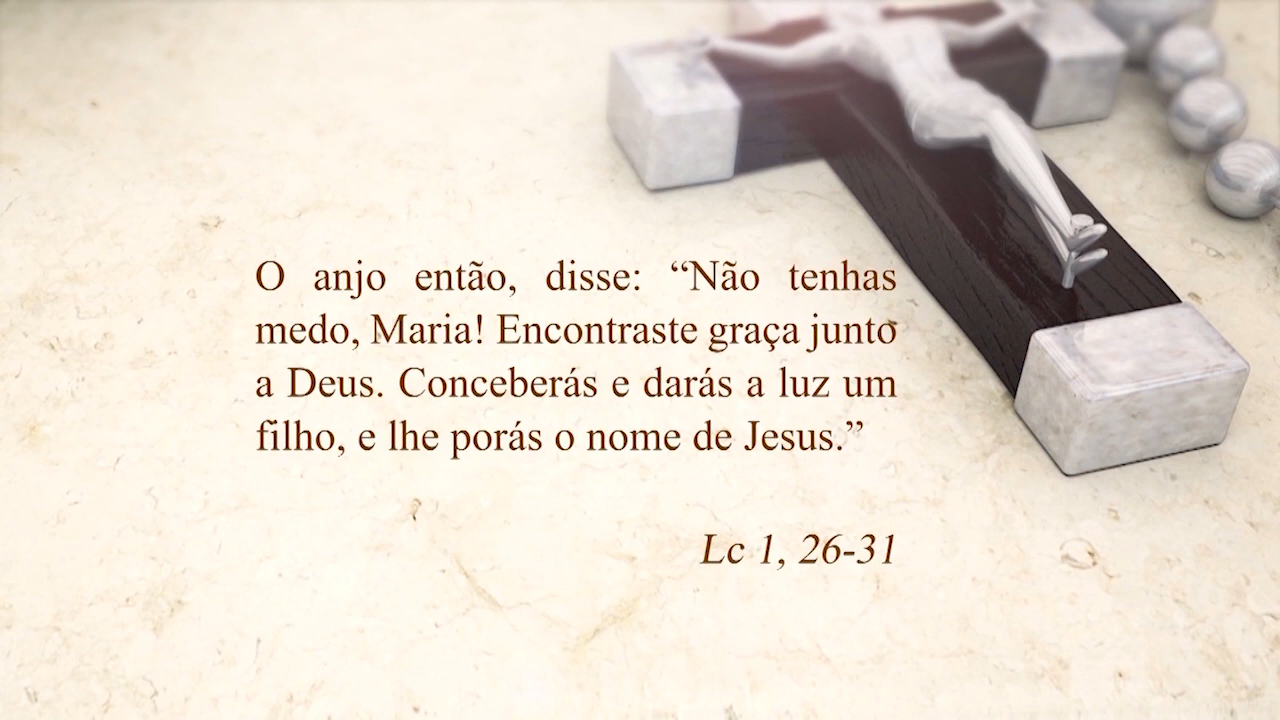 O anjo então, disse: “Não tenhas
medo, Maria! Encontraste graça junto
a Deus. Conceberás e darás a luz um
filho, e lhe porás o nome de Jesus.”
Lc 1, 26-31